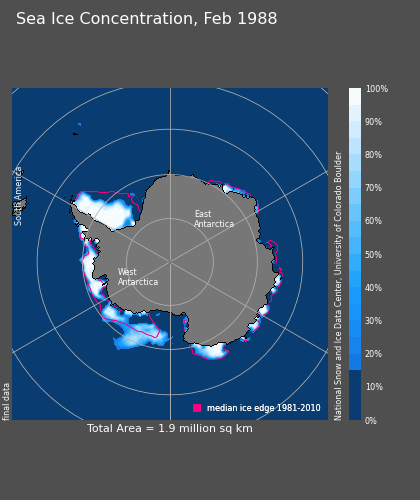 Sea Ice Concentration, Feb 1988
South America
East
Antarctica
West
Antarctica
final data
median ice edge 1981-2010
Total Area = 1.9 million sq km
National Snow and Ice Data Center, University of Colorado Boulder
100%
90%
80%
70%
60%
50%
40%
30%
20%
10%
0%